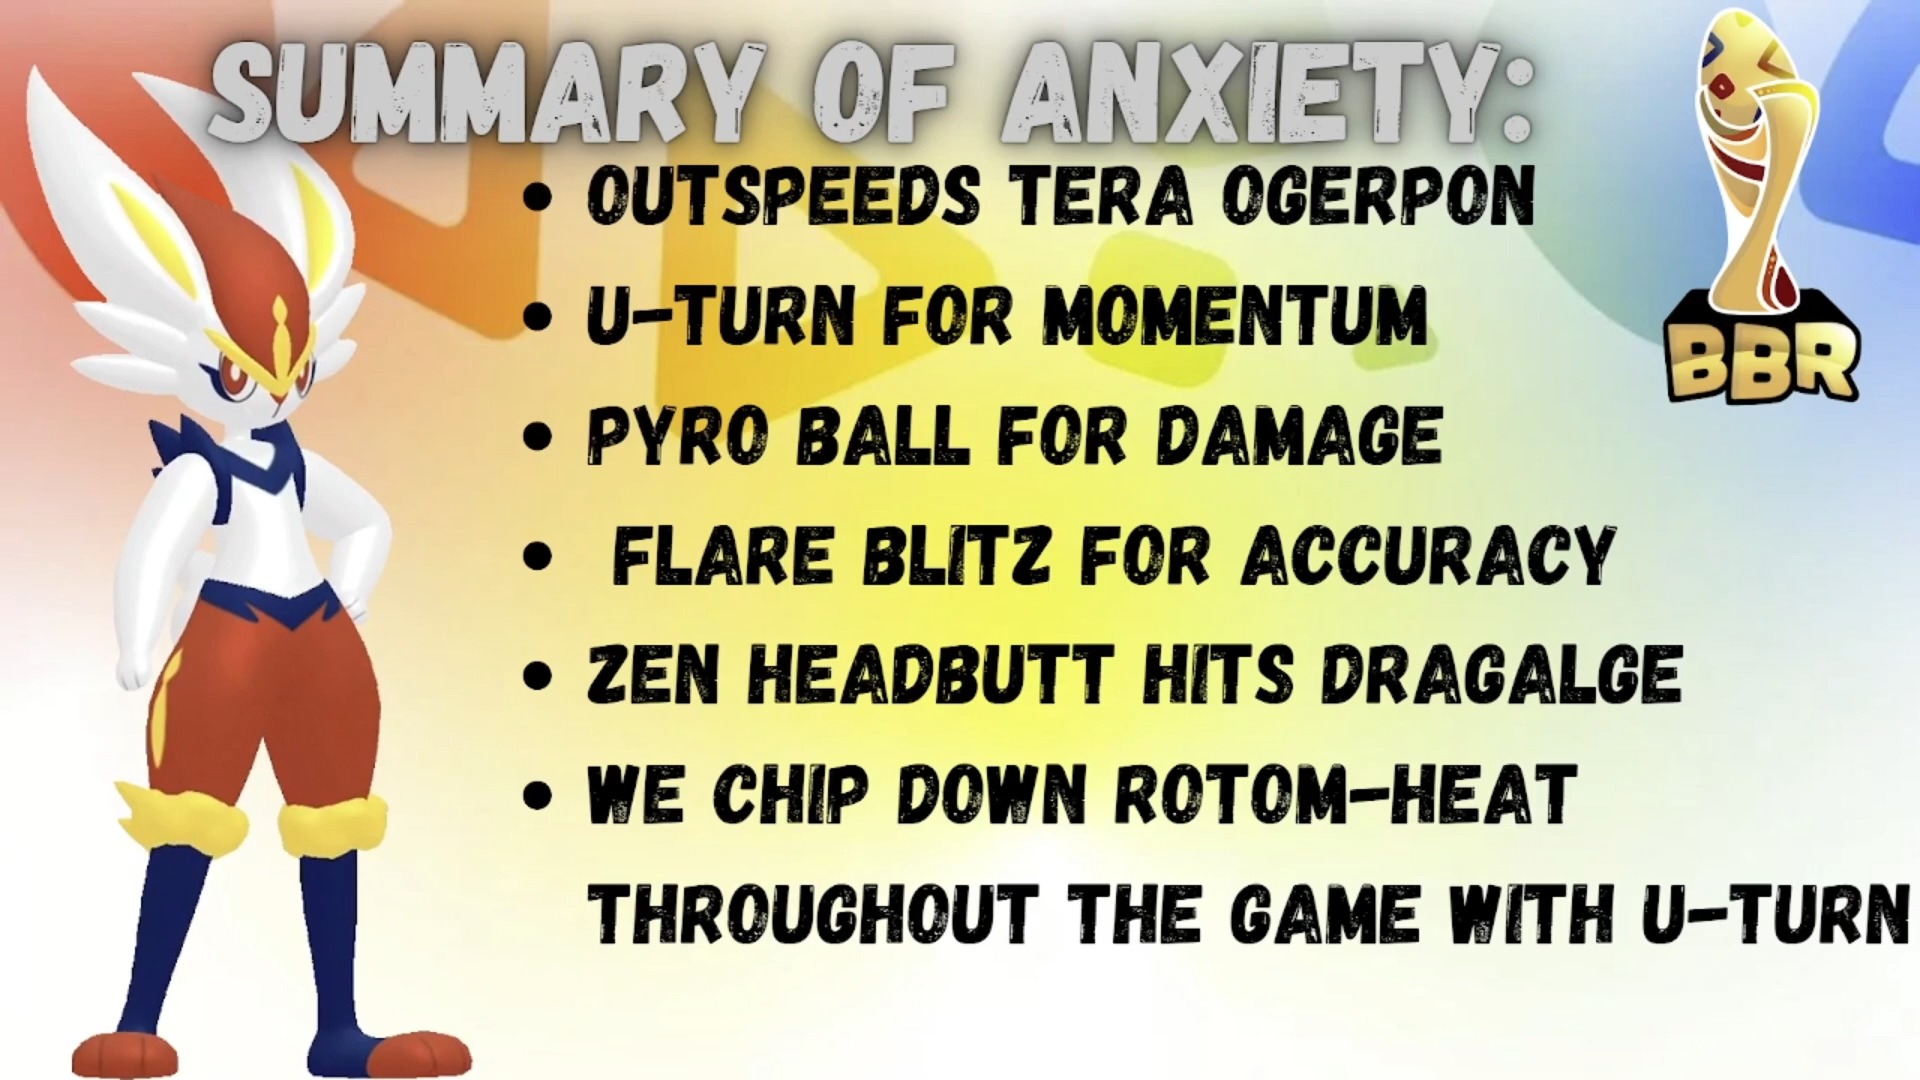 SUMMARY OF ANXIETY:
• OUTSPEEDS TERA OGERPON
• U-TURN FOR MOMENTUM
• PYRO BALL FOR DAMAGE
• FLARE BLITZ FOR ACCURACY
• ZEN HEADBUTT HITS DRAGALGE
• WE CHIP DOWN ROTOM-HEAT
THROUGHOUT THE GAME WITH U-TURN
BBR